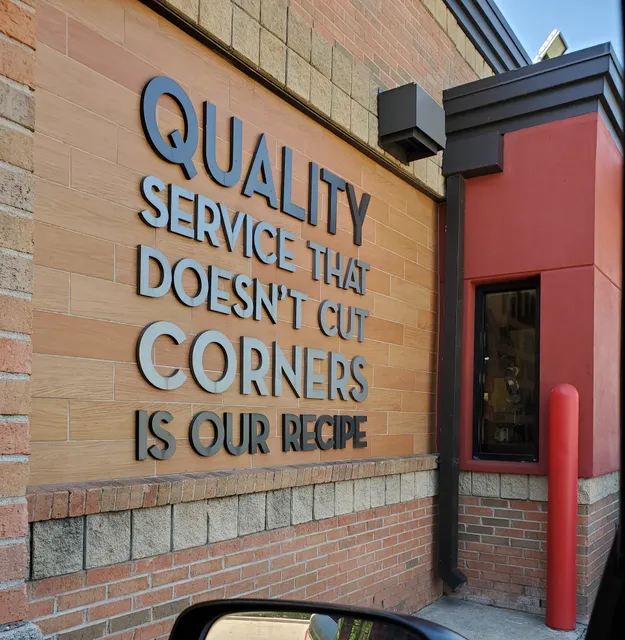 QUALITY
SERVICE THAT
DOESN'T CUT
CORNERS
IS OUR RECIPE